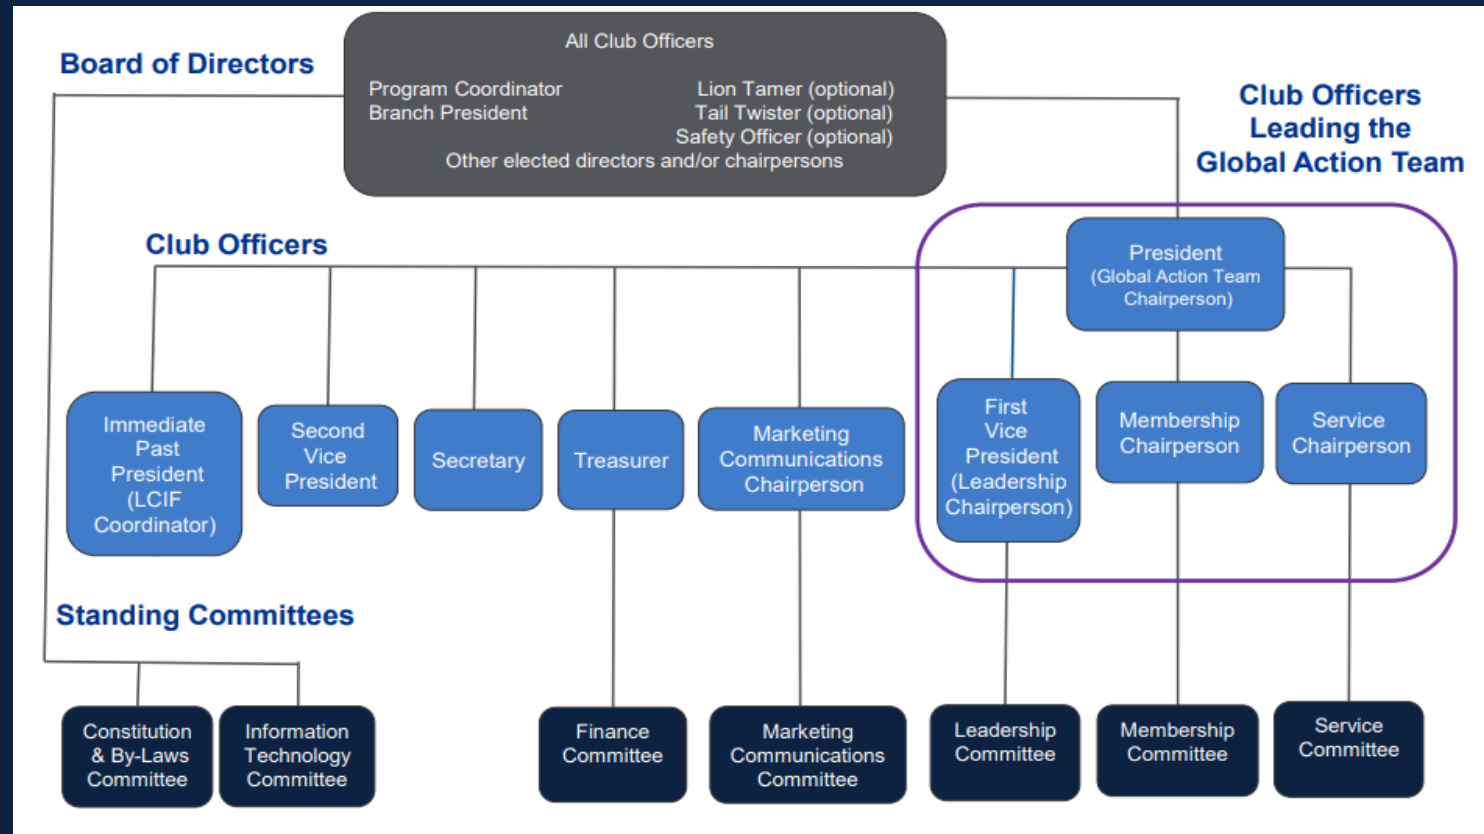 Board of Directors
All Club Officers
Program Coordinator
Lion Tamer (optional)
Branch President
Tail Twister (optional)
Safety Officer (optional)
Other elected directors and/or chairpersons
Club Officers
Leading the
Global Action Team
Club Officers
President
(Global Action Team
Chairperson)
Immediate
Past
President
(LCIF
Coordinator)
Second
Vice
President
Secretary
Treasurer
Marketing
Communications
Chairperson
First
Vice
President
(Leadership
Chairperson)
Membership
Chairperson
Service
Chairperson
Standing Committees
Constitution
& By-Laws
Committee
Information
Technology
Committee
Finance
Committee
Marketing
Communications
Committee
Leadership
Committee
Membership
Committee
Service
Committee